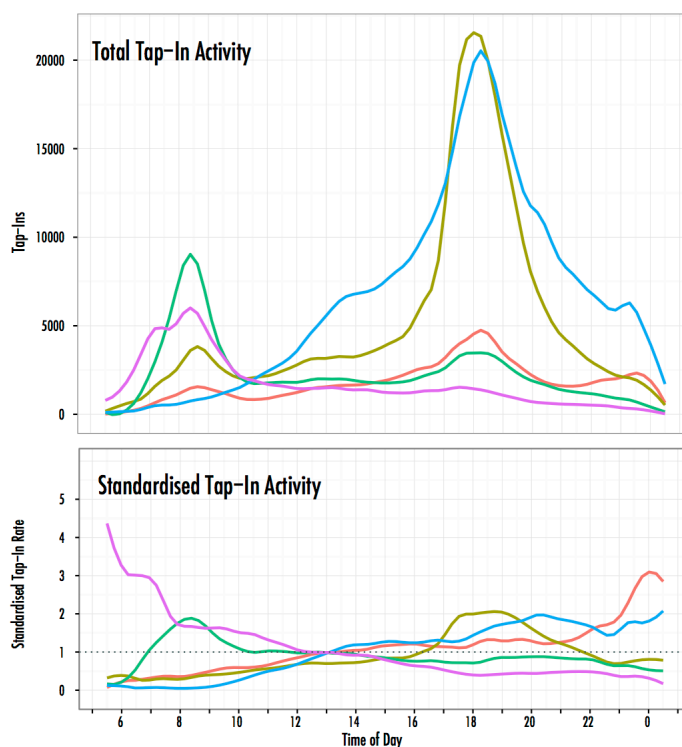 Total Tap-In Activity
20000
15000
10000
5000
0
Tap-Ins
Standardised Tap-In Activity
5
4
3
2
1
0
Standardised Tap-In Rate
6 8 10 12 14 16 18 20 22 0
Time of Day